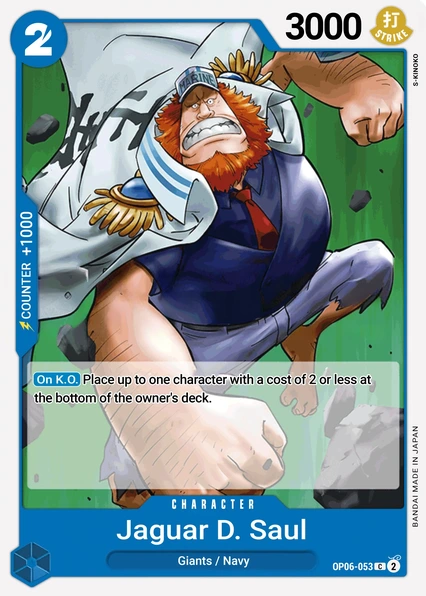 2
3000
打
STRIKE
S-KINOKO
MARINE
COUNTER +1000
On K.O. Place up to one character with a cost of 2 or less at
the bottom of the owner's deck.
BANDAI MADE IN JAPAN
CHARACTER
Jaguar D. Saul
Giants / Navy
OP06-053 C 2